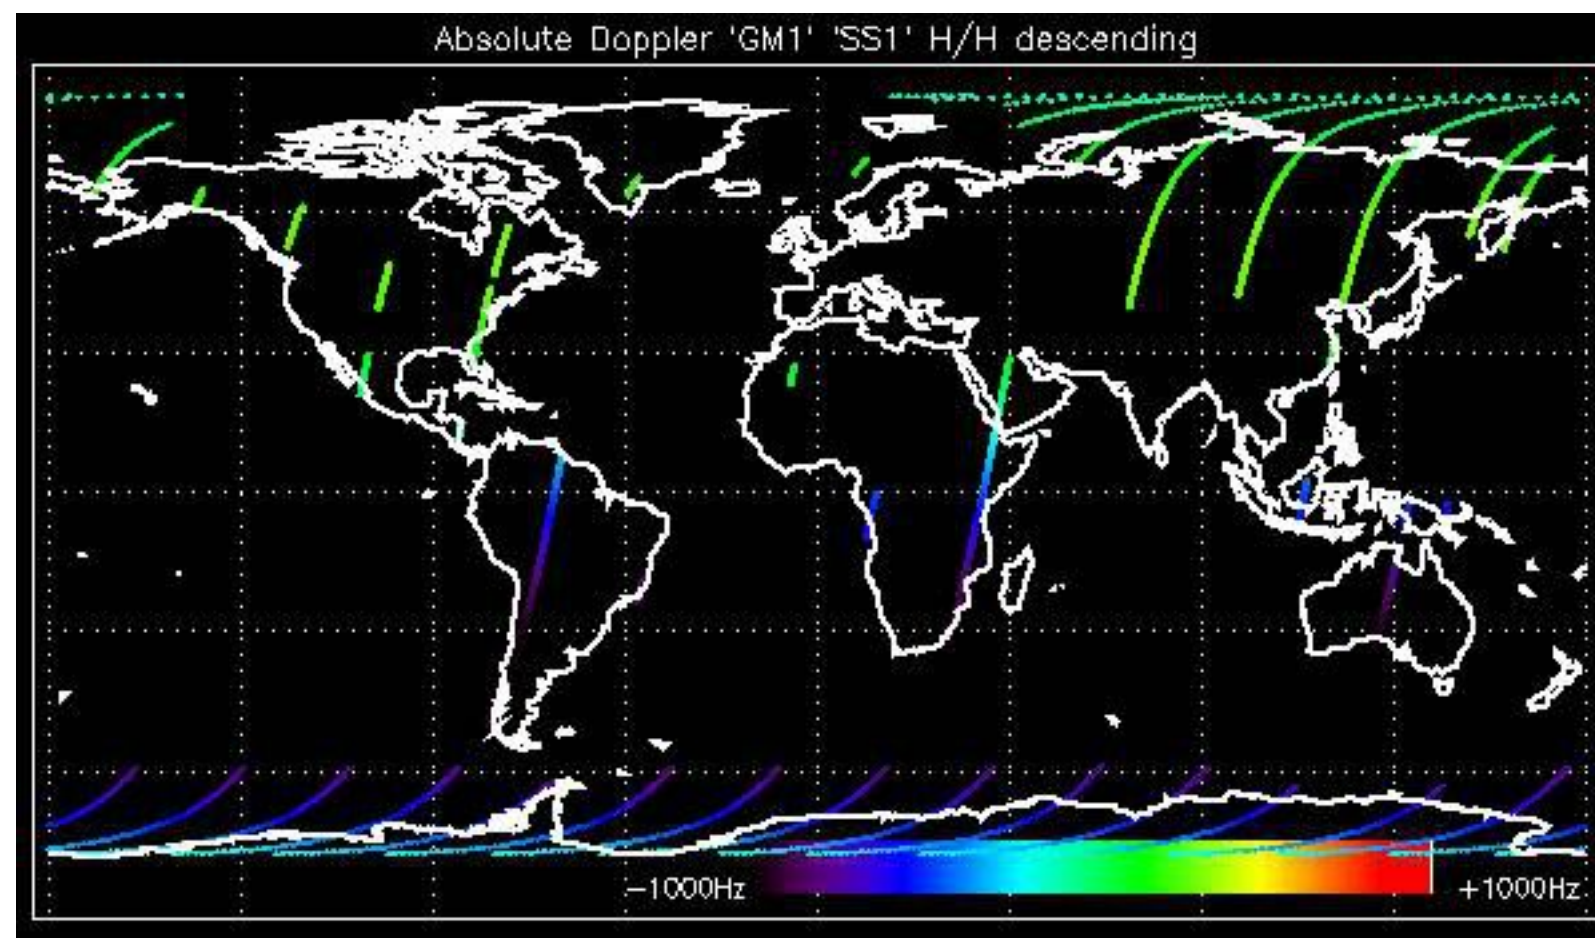 Absolute Doppler 'GM1' 'SS1' H/H descending
-1000Hz
+1000Hz